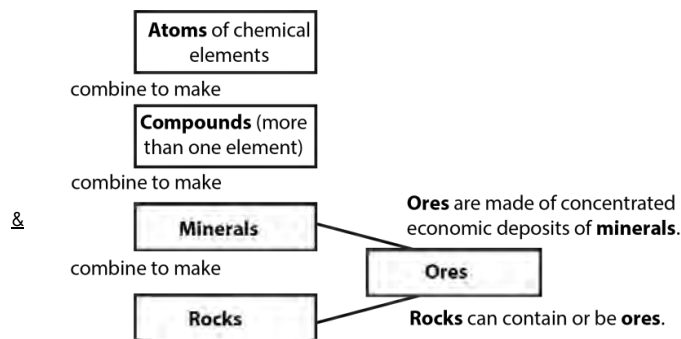 Atoms of chemical
elements
combine to make
Compounds (more
than one element)
combine to make
&
Minerals
Ores are made of concentrated
economic deposits of minerals.
combine to make
Ores
Rocks
Rocks can contain or be ores.